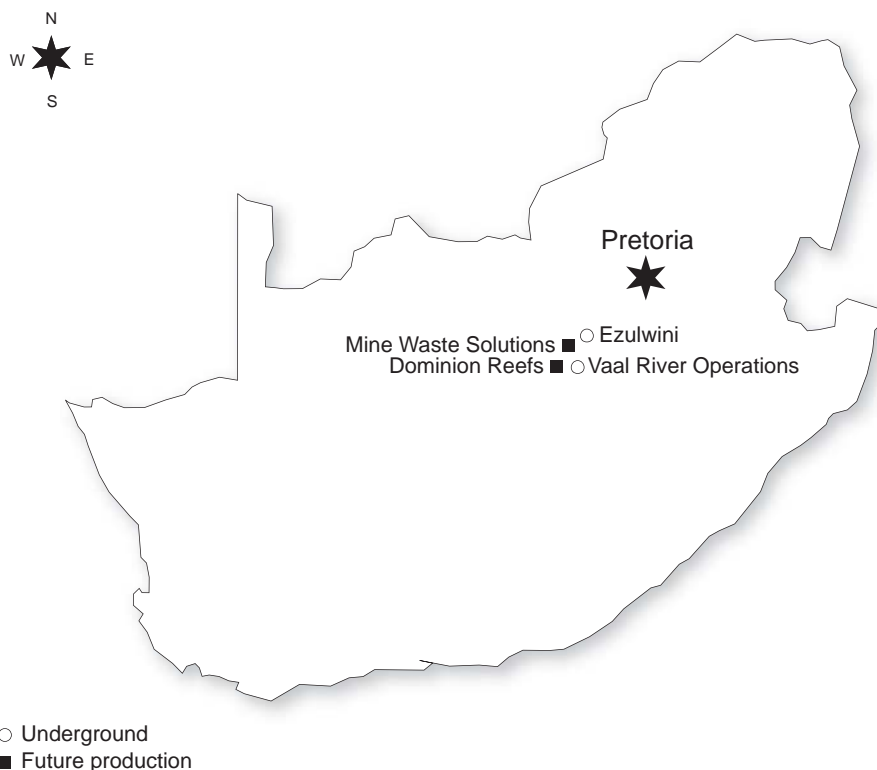 N
W E
S
Pretoria
Ezulwini
Mine Waste Solutions
Dominion Reefs
Vaal River Operations
Underground
Future production